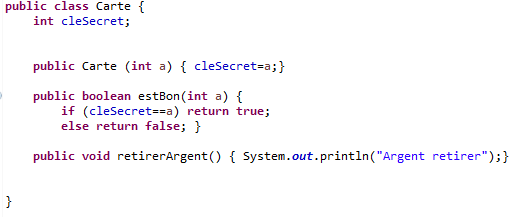 public class Carte {
int cleSecret;
public Carte (int a) { cleSecret=a;}
public boolean estBon(int a) {
if (cleSecret==a) return true;
else return false; }
public void retirerArgent() { System.out.println("Argent retirer");}
}